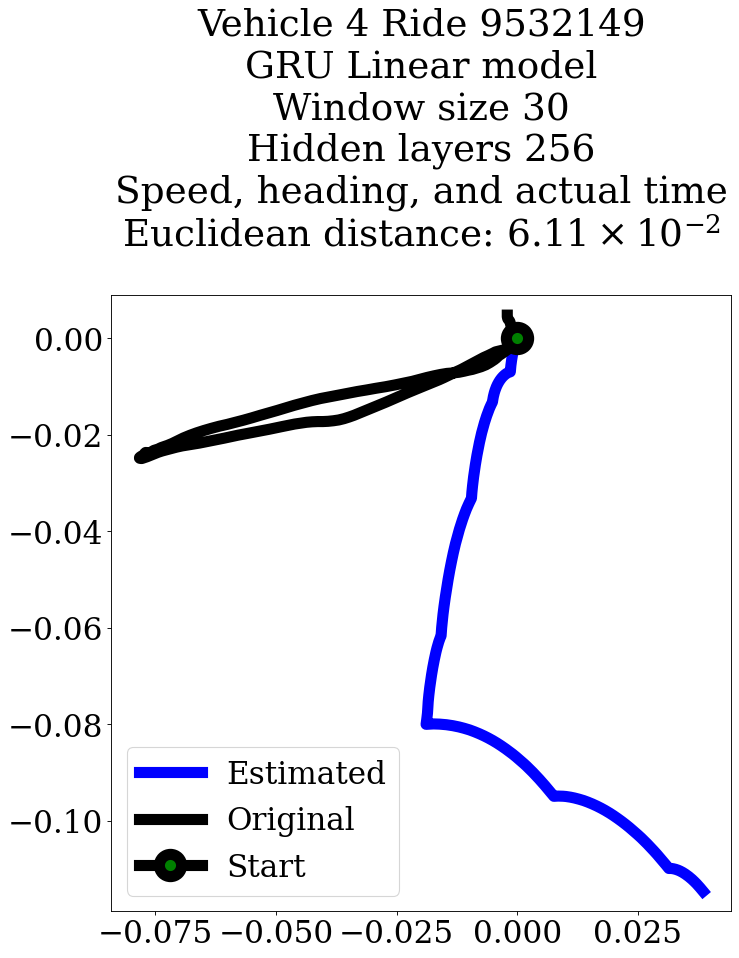 Vehicle 4 Ride 9532149
GRU Linear model
Window size 30
Hidden layers 256
Speed, heading, and actual time
Euclidean distance: 6.11 × 10⁻²
0.00
−0.02
−0.04
−0.06
−0.08
−0.10
Estimated
Original
Start
−0.075 −0.050 −0.025 0.000 0.025